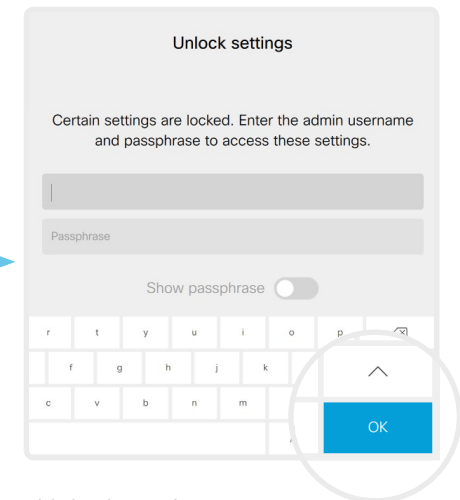 Unlock settings
Certain settings are locked. Enter the admin username
and passphrase to access these settings.
Passphrase
Show passphrase
r t y u i o p
f g h j k
c v b n m
OK